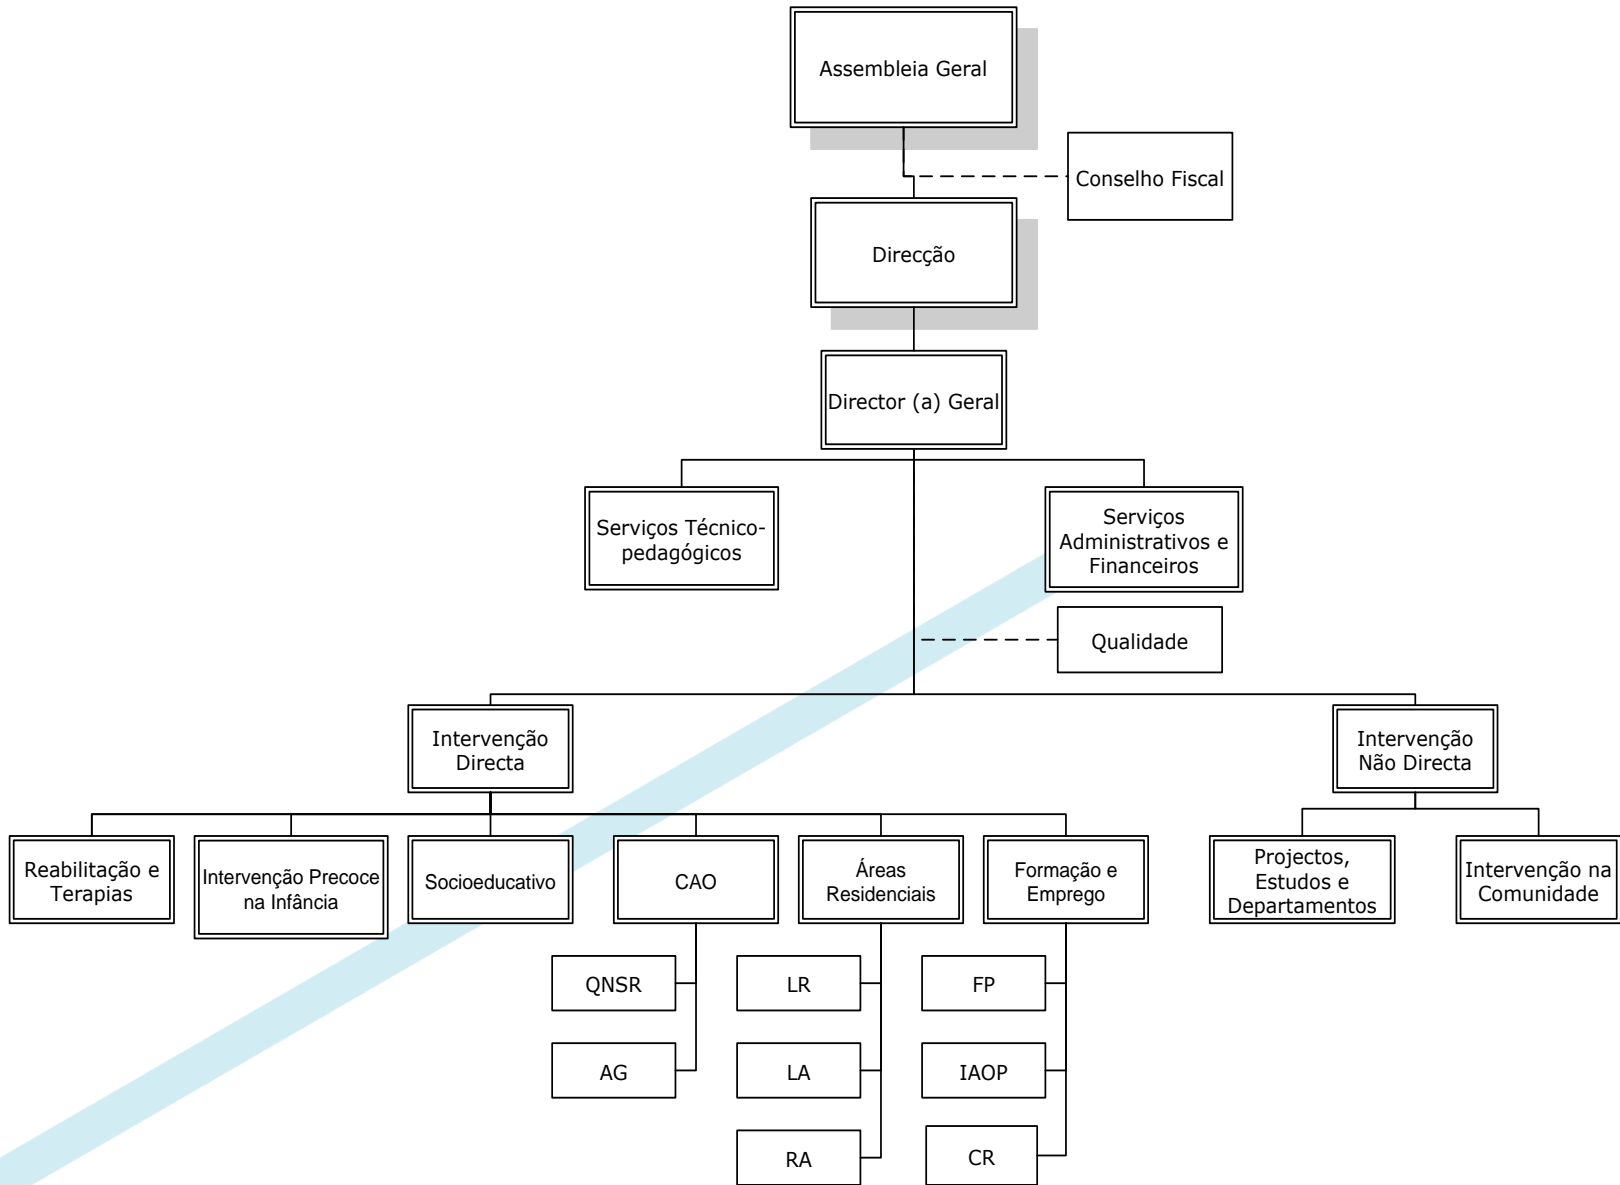 Assembleia Geral
Conselho Fiscal
Direcção
Director (a) Geral
Serviços Técnico-
pedagógicos
Serviços
Administrativos e
Financeiros
Qualidade
Intervenção
Directa
Intervenção
Não Directa
Reabilitação e
Terapias
Intervenção Precoce
na Infância
Socioeducativo
CAO
Áreas
Residenciais
Formação e
Emprego
Projectos,
Estudos e
Departamentos
Intervenção na
Comunidade
QNSR
LR
FP
AG
LA
IAOP
RA
CR